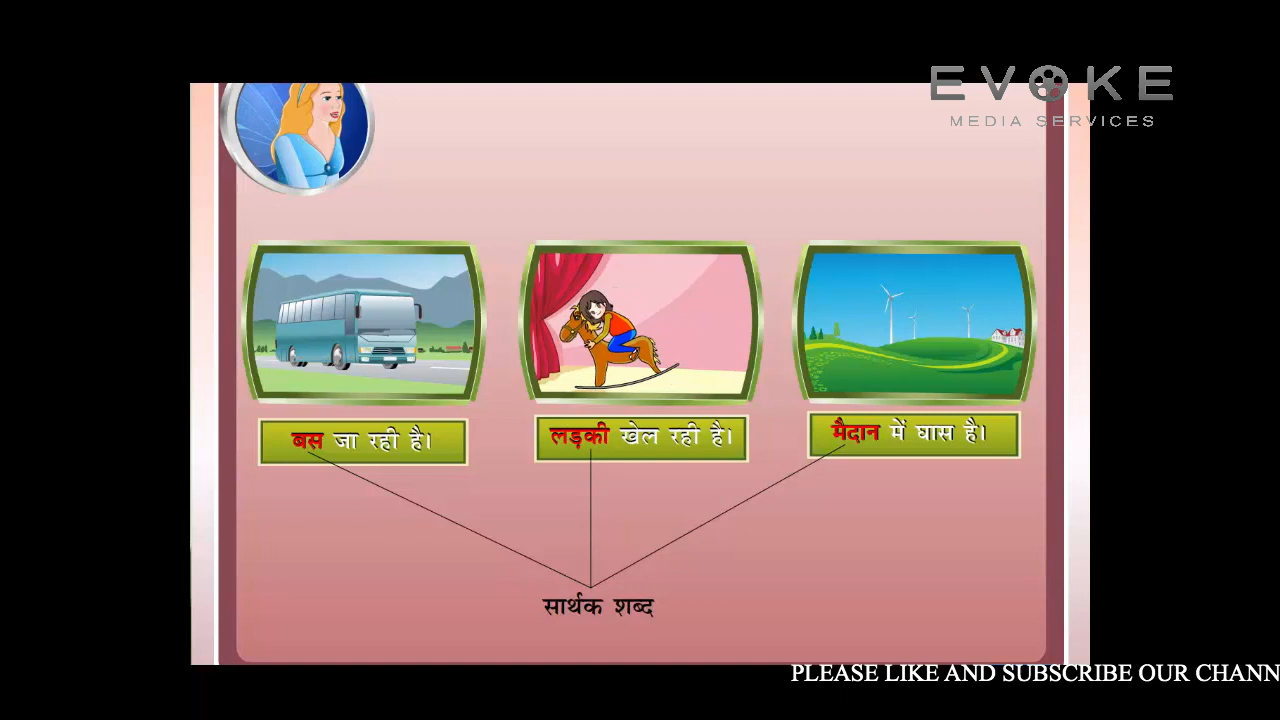 EVOKE
MEDIA SERVICES
बस जा रही है।
लड़की खेल रही है।
मैदान में घास है।
सार्थक शब्द
PLEASE LIKE AND SUBSCRIBE OUR CHANN